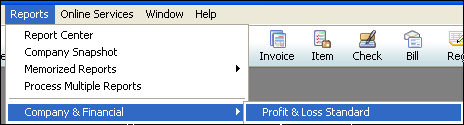 Reports Online Services Window Help
Report Center
Company Snapshot
Memorized Reports
Process Multiple Reports
Invoice Item Check Bill
Company & Financial Profit & Loss Standard